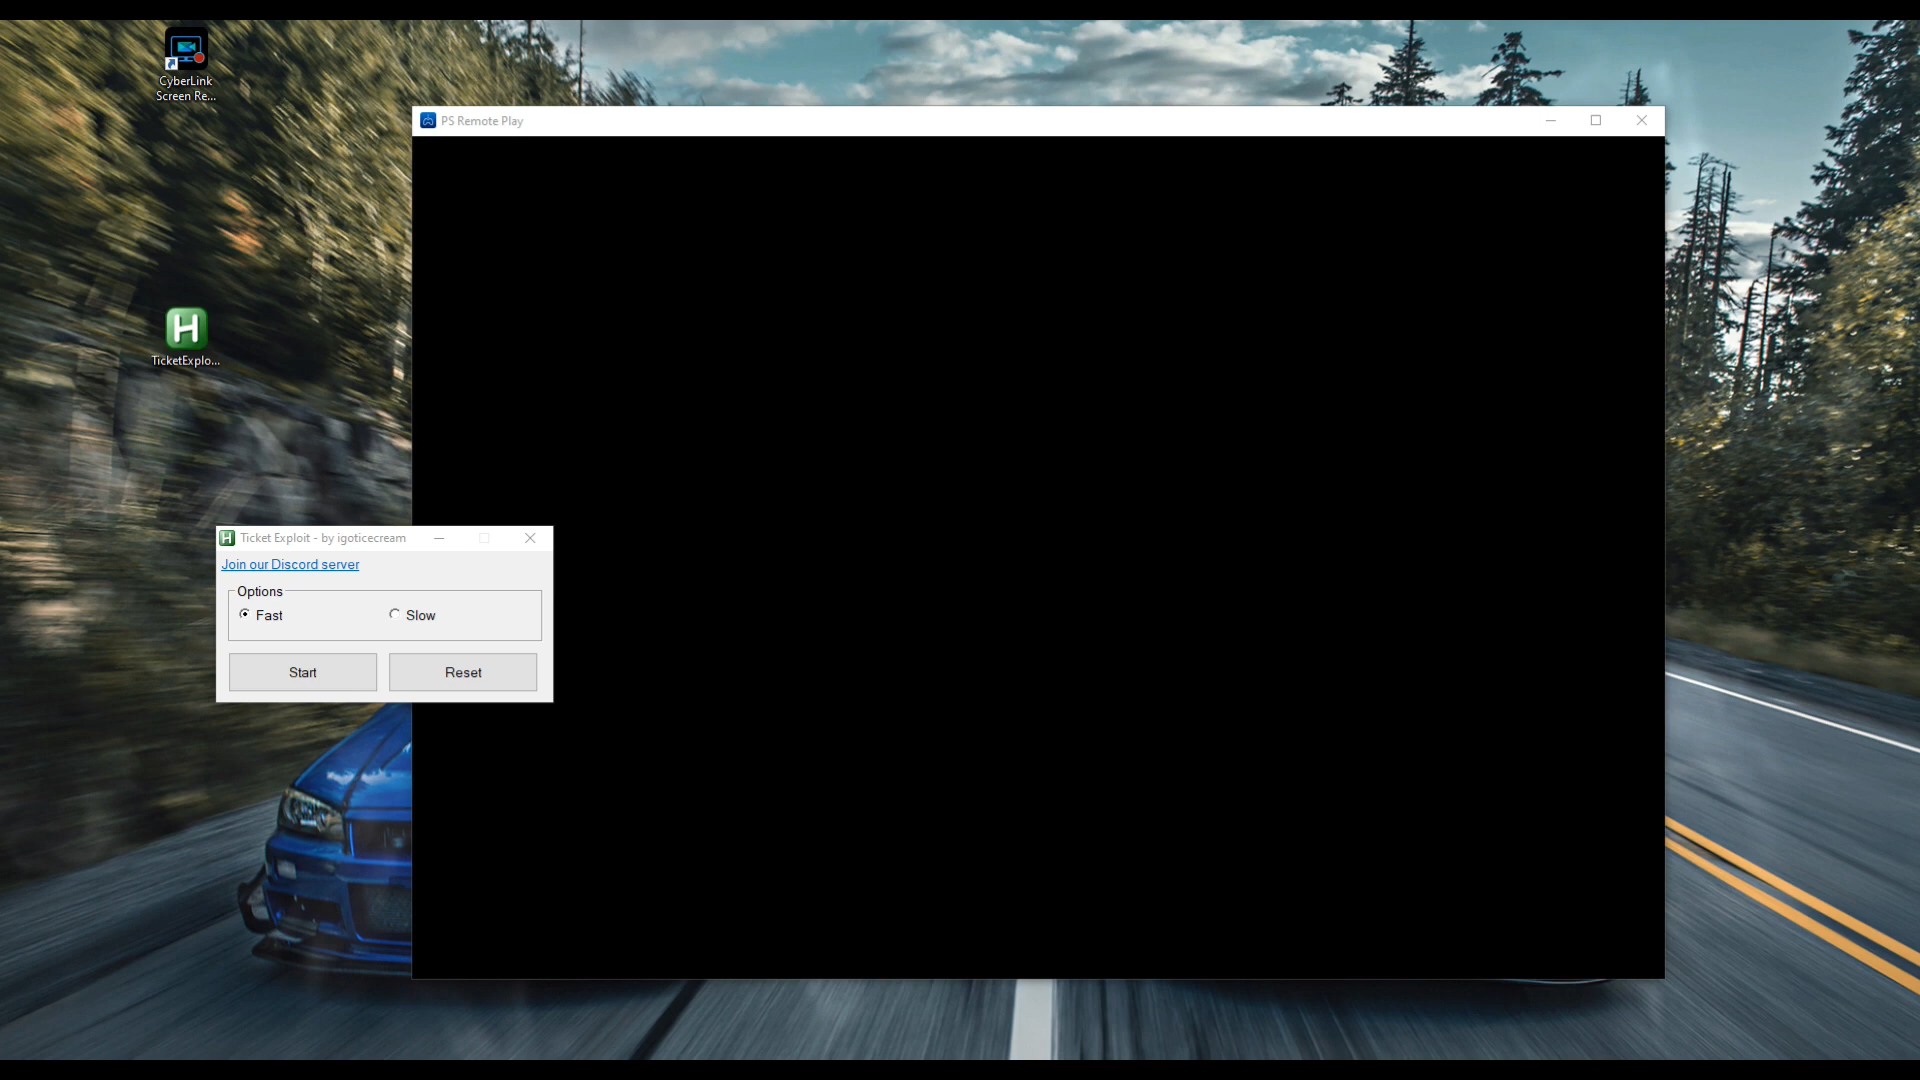 CyberLink
Screen Re...
PS Remote Play
H
TicketExplo...
H
Ticket Exploit - by igoticecream
Join our Discord server
Options
Fast
Slow
Start
Reset